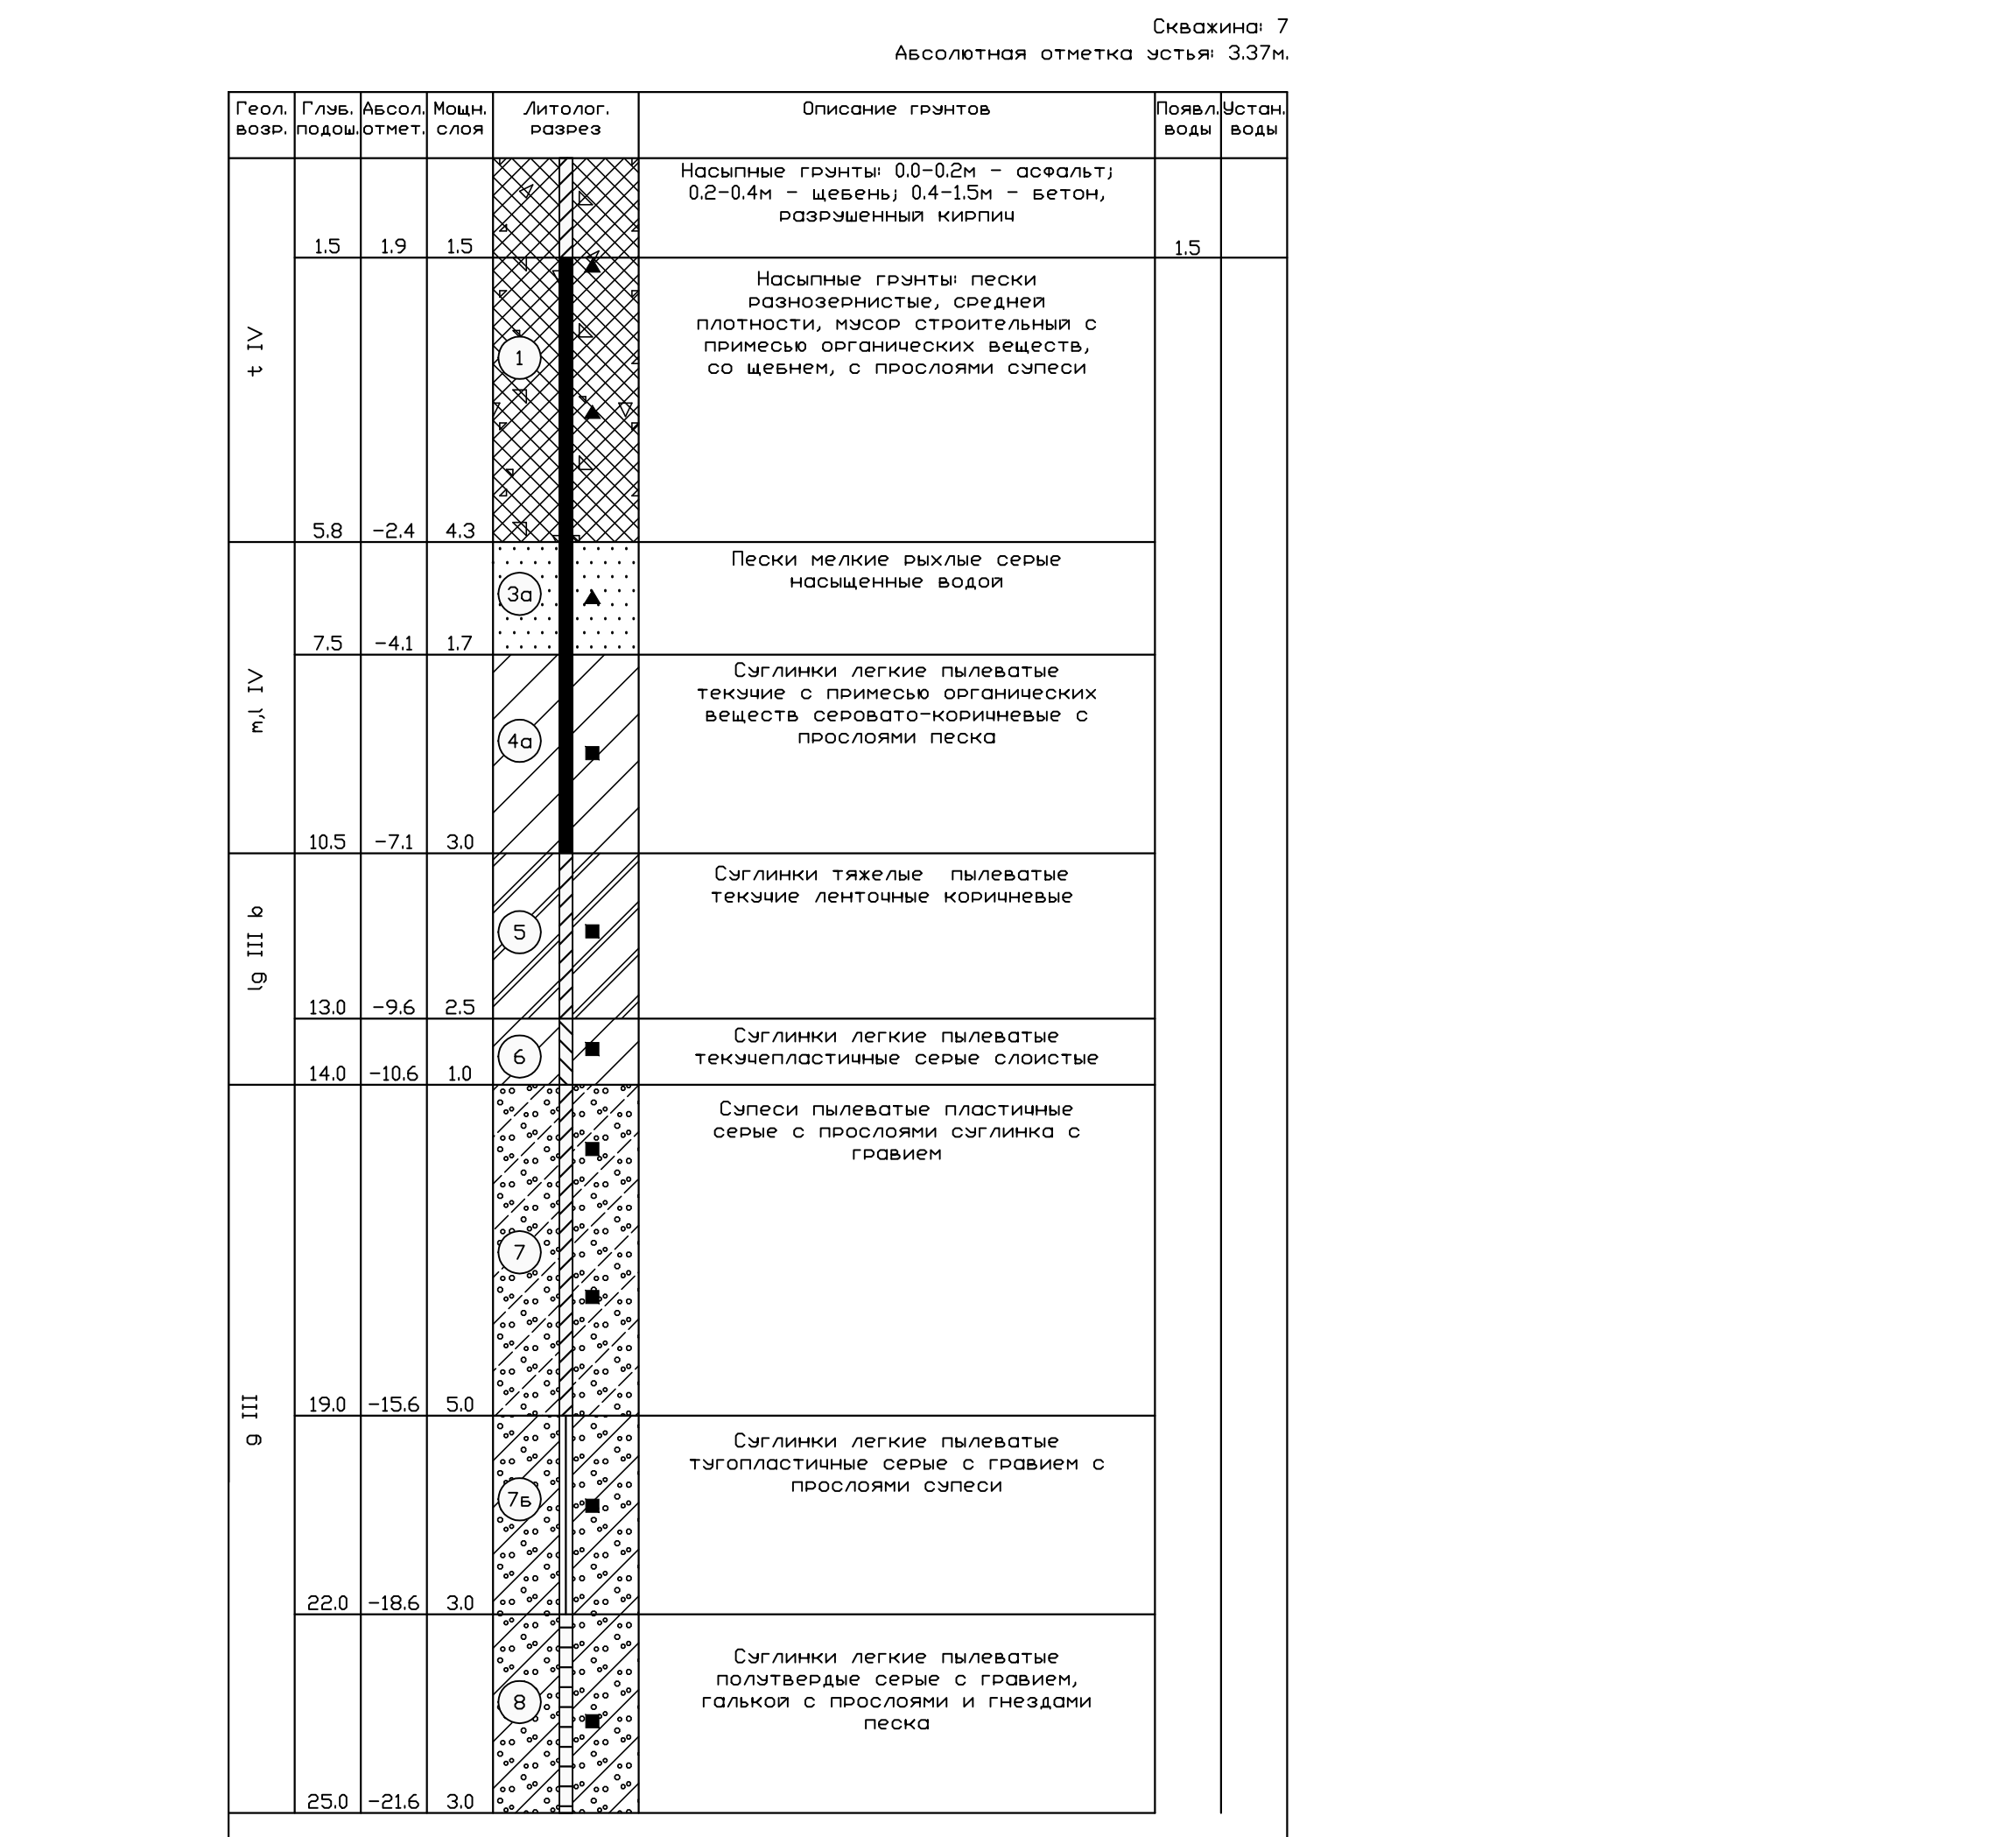 Скважина: 7
Абсолютная отметка устья: 3.37м.
Геол. возр.
Глуб. подош.
Абсол. отмет.
Мощн. слоя
Литолог. разрез
Описание грунтов
Появл. воды
Устан. воды
t IV
Насыпные грунты: 0.0-0.2м - асфальт;
0.2-0.4м - щебень; 0.4-1.5м - бетон,
разрушенный кирпич
1.5 1.9 1.5 1.5
Насыпные грунты: пески
разнозернистые, средней
плотности, мусор строительный с
примесью органических веществ,
со щебнем, с прослоями супеси
1
5.8 -2.4 4.3
m,l IV
Пески мелкие рыхлые серые
насыщенные водой
3а
7.5 -4.1 1.7
Суглинки легкие пылеватые
текучие с примесью органических
веществ серовато-коричневые с
прослоями песка
4а
10.5 -7.1 3.0
lg III b
Суглинки тяжелые пылеватые
текучие ленточные коричневые
5
13.0 -9.6 2.5
Суглинки легкие пылеватые
текучепластичные серые слоистые
6
14.0 -10.6 1.0
g III
Супеси пылеватые пластичные
серые с прослоями суглинка с
гравием
7
19.0 -15.6 5.0
Суглинки легкие пылеватые
тугопластичные серые с гравием с
прослоями супеси
7Б
22.0 -18.6 3.0
Суглинки легкие пылеватые
полутвердые серые с гравием,
галькой с прослоями и гнездами
песка
8
25.0 -21.6 3.0